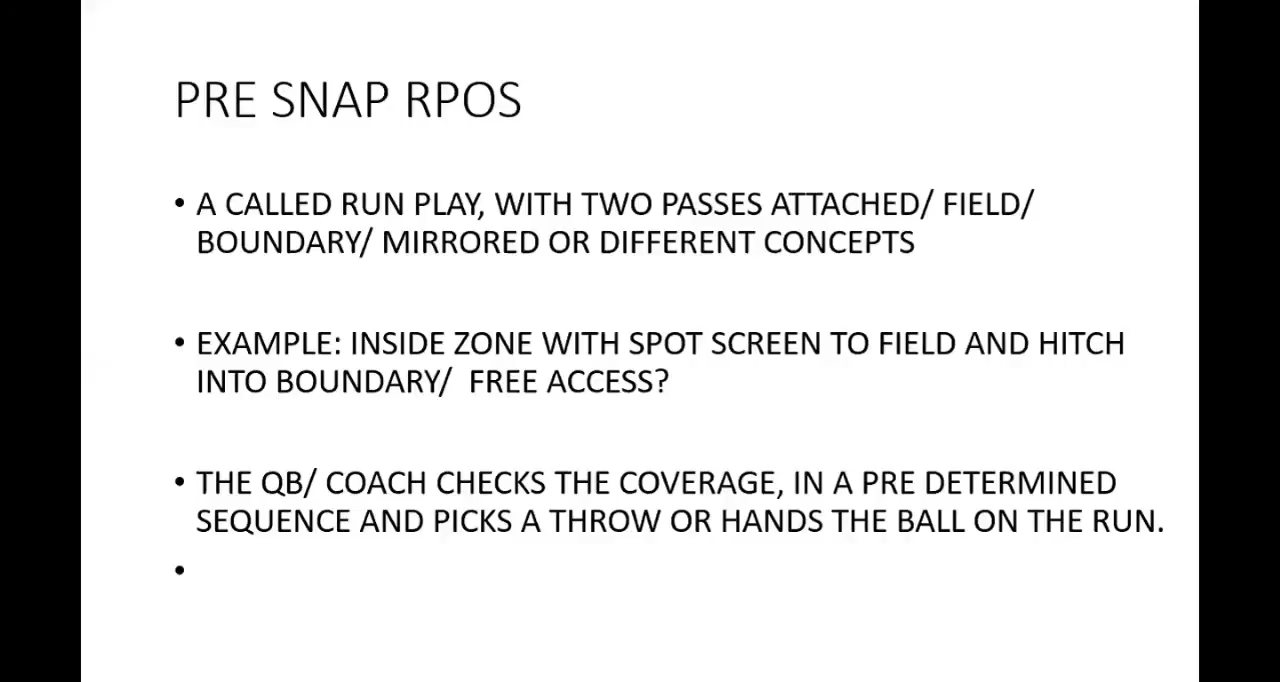 PRE SNAP RPOS
• A CALLED RUN PLAY, WITH TWO PASSES ATTACHED/ FIELD/
BOUNDARY/ MIRRORED OR DIFFERENT CONCEPTS
• EXAMPLE: INSIDE ZONE WITH SPOT SCREEN TO FIELD AND HITCH
INTO BOUNDARY/  FREE ACCESS?
• THE QB/ COACH CHECKS THE COVERAGE, IN A PRE DETERMINED
SEQUENCE AND PICKS A THROW OR HANDS THE BALL ON THE RUN.
•